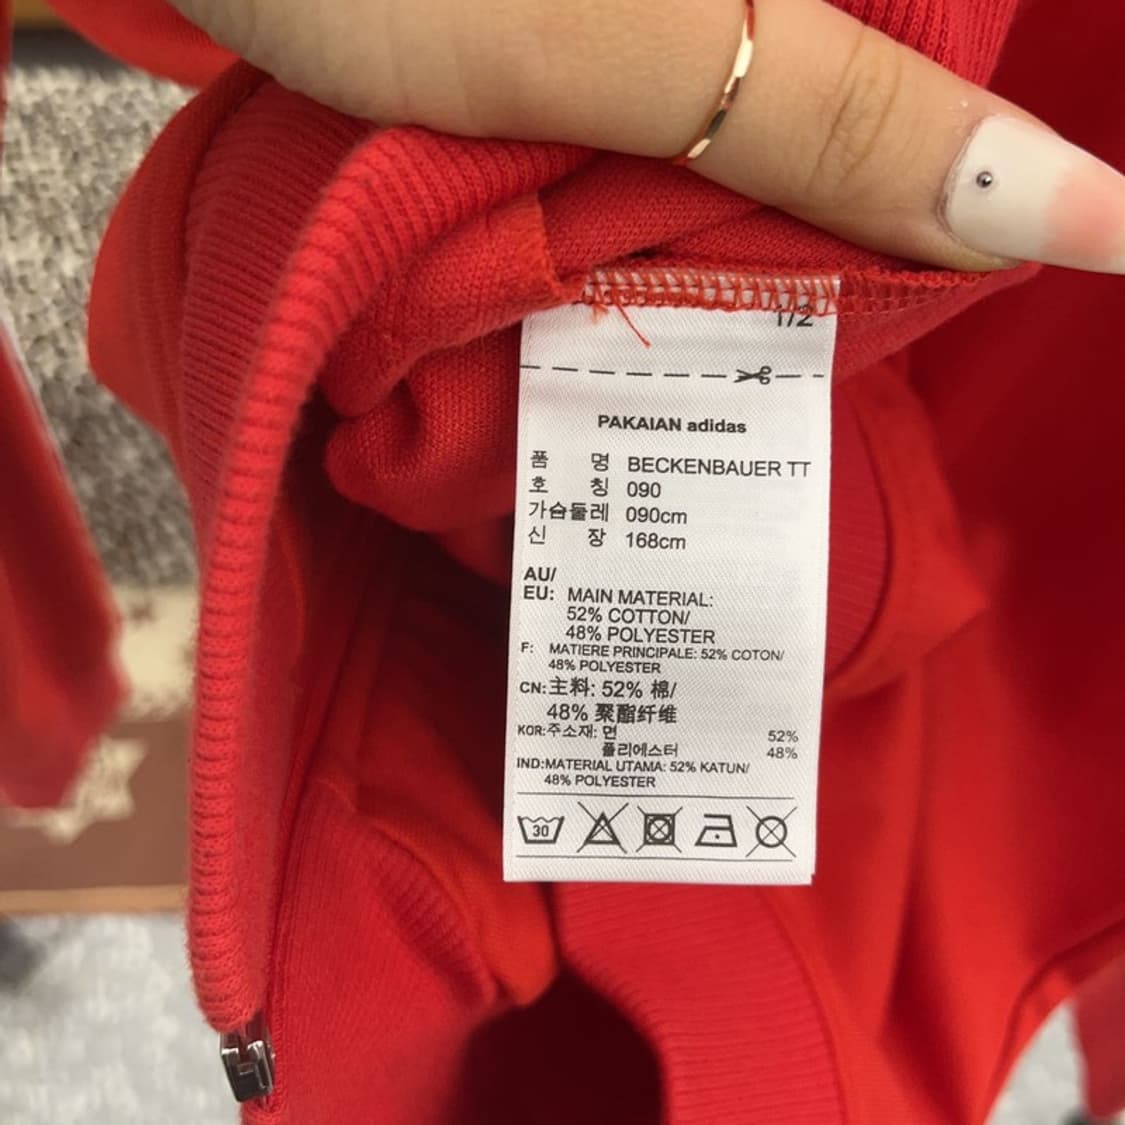 1/2
PAKAIAN adidas
품 명 BECKENBAUER TT
호 칭 090
가슴둘레 090cm
신 장 168cm
AU/
EU: MAIN MATERIAL:
52% COTTON/
48% POLYESTER
F: MATIERE PRINCIPALE: 52% COTON/
48% POLYESTER
CN:主料: 52% 棉/
48% 聚酯纤维
KOR:주소재: 면 52%
폴리에스터 48%
IND:MATERIAL UTAMA: 52% KATUN/
48% POLYESTER
30